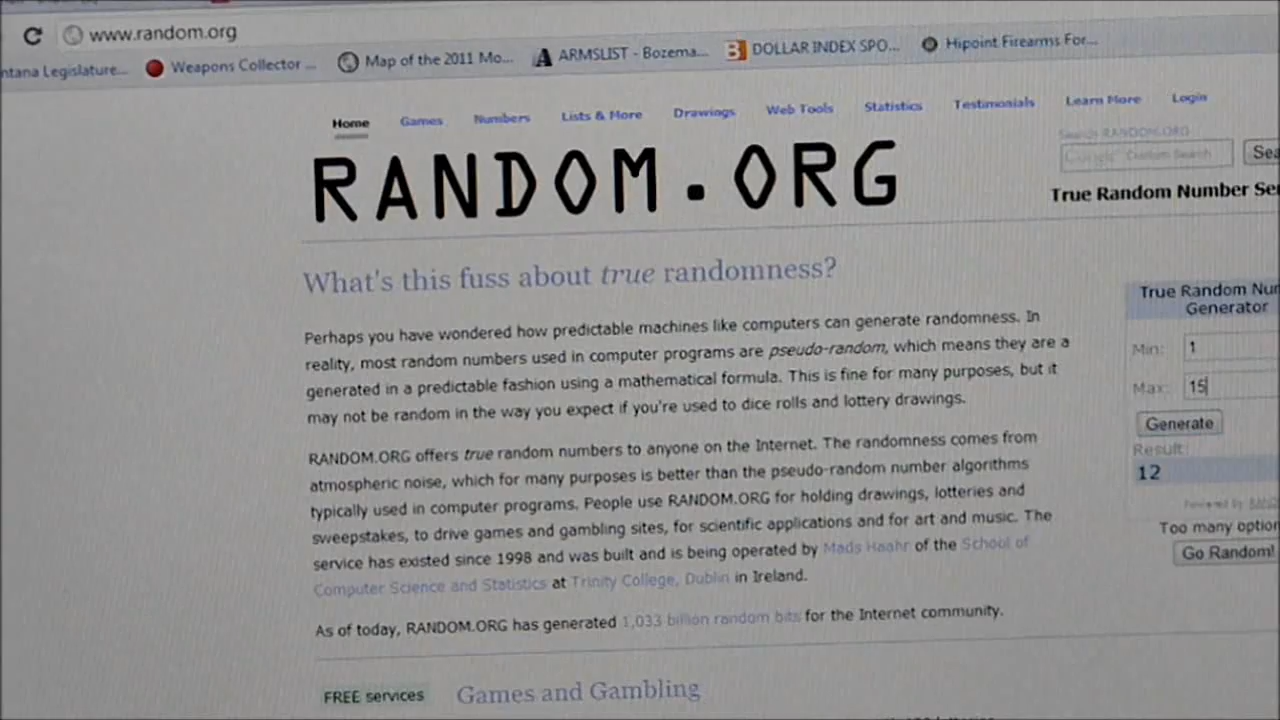 www.random.org
ntana Legislature... Weapons Collector ... Map of the 2011 Mo... ARMSLIST - Bozema... DOLLAR INDEX SPO... Hipoint Firearms For...
Home Games Numbers Lists & More Drawings Web Tools Statistics Testimonials Learn More Login
Search RANDOM.ORG
Custom Search Sea
RANDOM.ORG
True Random Number Se
What's this fuss about true randomness?
Perhaps you have wondered how predictable machines like computers can generate randomness. In
reality, most random numbers used in computer programs are pseudo-random, which means they are a
generated in a predictable fashion using a mathematical formula. This is fine for many purposes, but it
may not be random in the way you expect if you're used to dice rolls and lottery drawings.
RANDOM.ORG offers true random numbers to anyone on the Internet. The randomness comes from
atmospheric noise, which for many purposes is better than the pseudo-random number algorithms
typically used in computer programs. People use RANDOM.ORG for holding drawings, lotteries and
sweepstakes, to drive games and gambling sites, for scientific applications and for art and music. The
service has existed since 1998 and was built and is being operated by Mads Haahr of the School of
Computer Science and Statistics at Trinity College, Dublin in Ireland.
As of today, RANDOM.ORG has generated 1,033 billion random bits for the Internet community.
FREE services Games and Gambling
True Random Num
Generator
Min: 1
Max: 15
Generate
Result:
12
Powered by RAND
Too many option
Go Random!